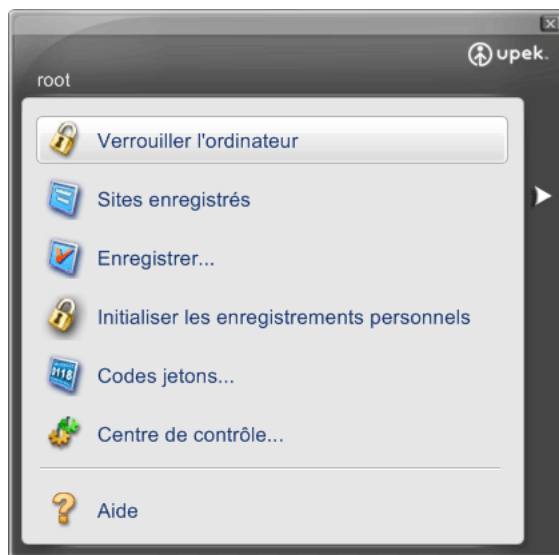 upek
root
Verrouiller l'ordinateur
Sites enregistrés
Enregistrer...
Initialiser les enregistrements personnels
Codes jetons...
Centre de contrôle...
Aide